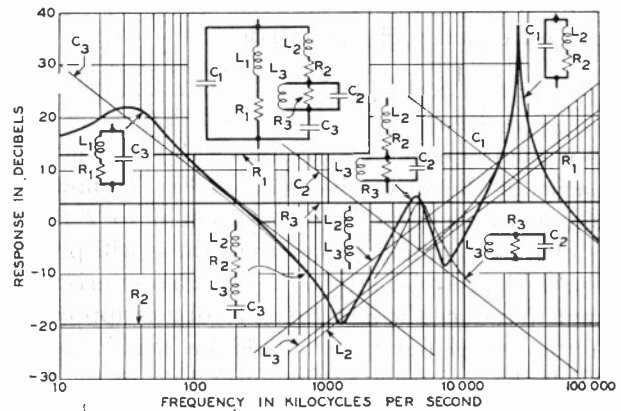 RESPONSE IN DECIBELS
40
30
20
10
0
-10
-20
-30
C3
L1
R1
C3
C1
L1
R1
L2
R2
L3
R3
C2
C3
C1
L2
R2
L2
R2
L3
R3
C2
C1
R1
R1
C2
R3
L2
L3
L2
R2
L3
C3
R3
L3
C2
R2
L3
L2
10
100
1000
10 000
100 000
FREQUENCY IN KILOCYCLES PER SECOND